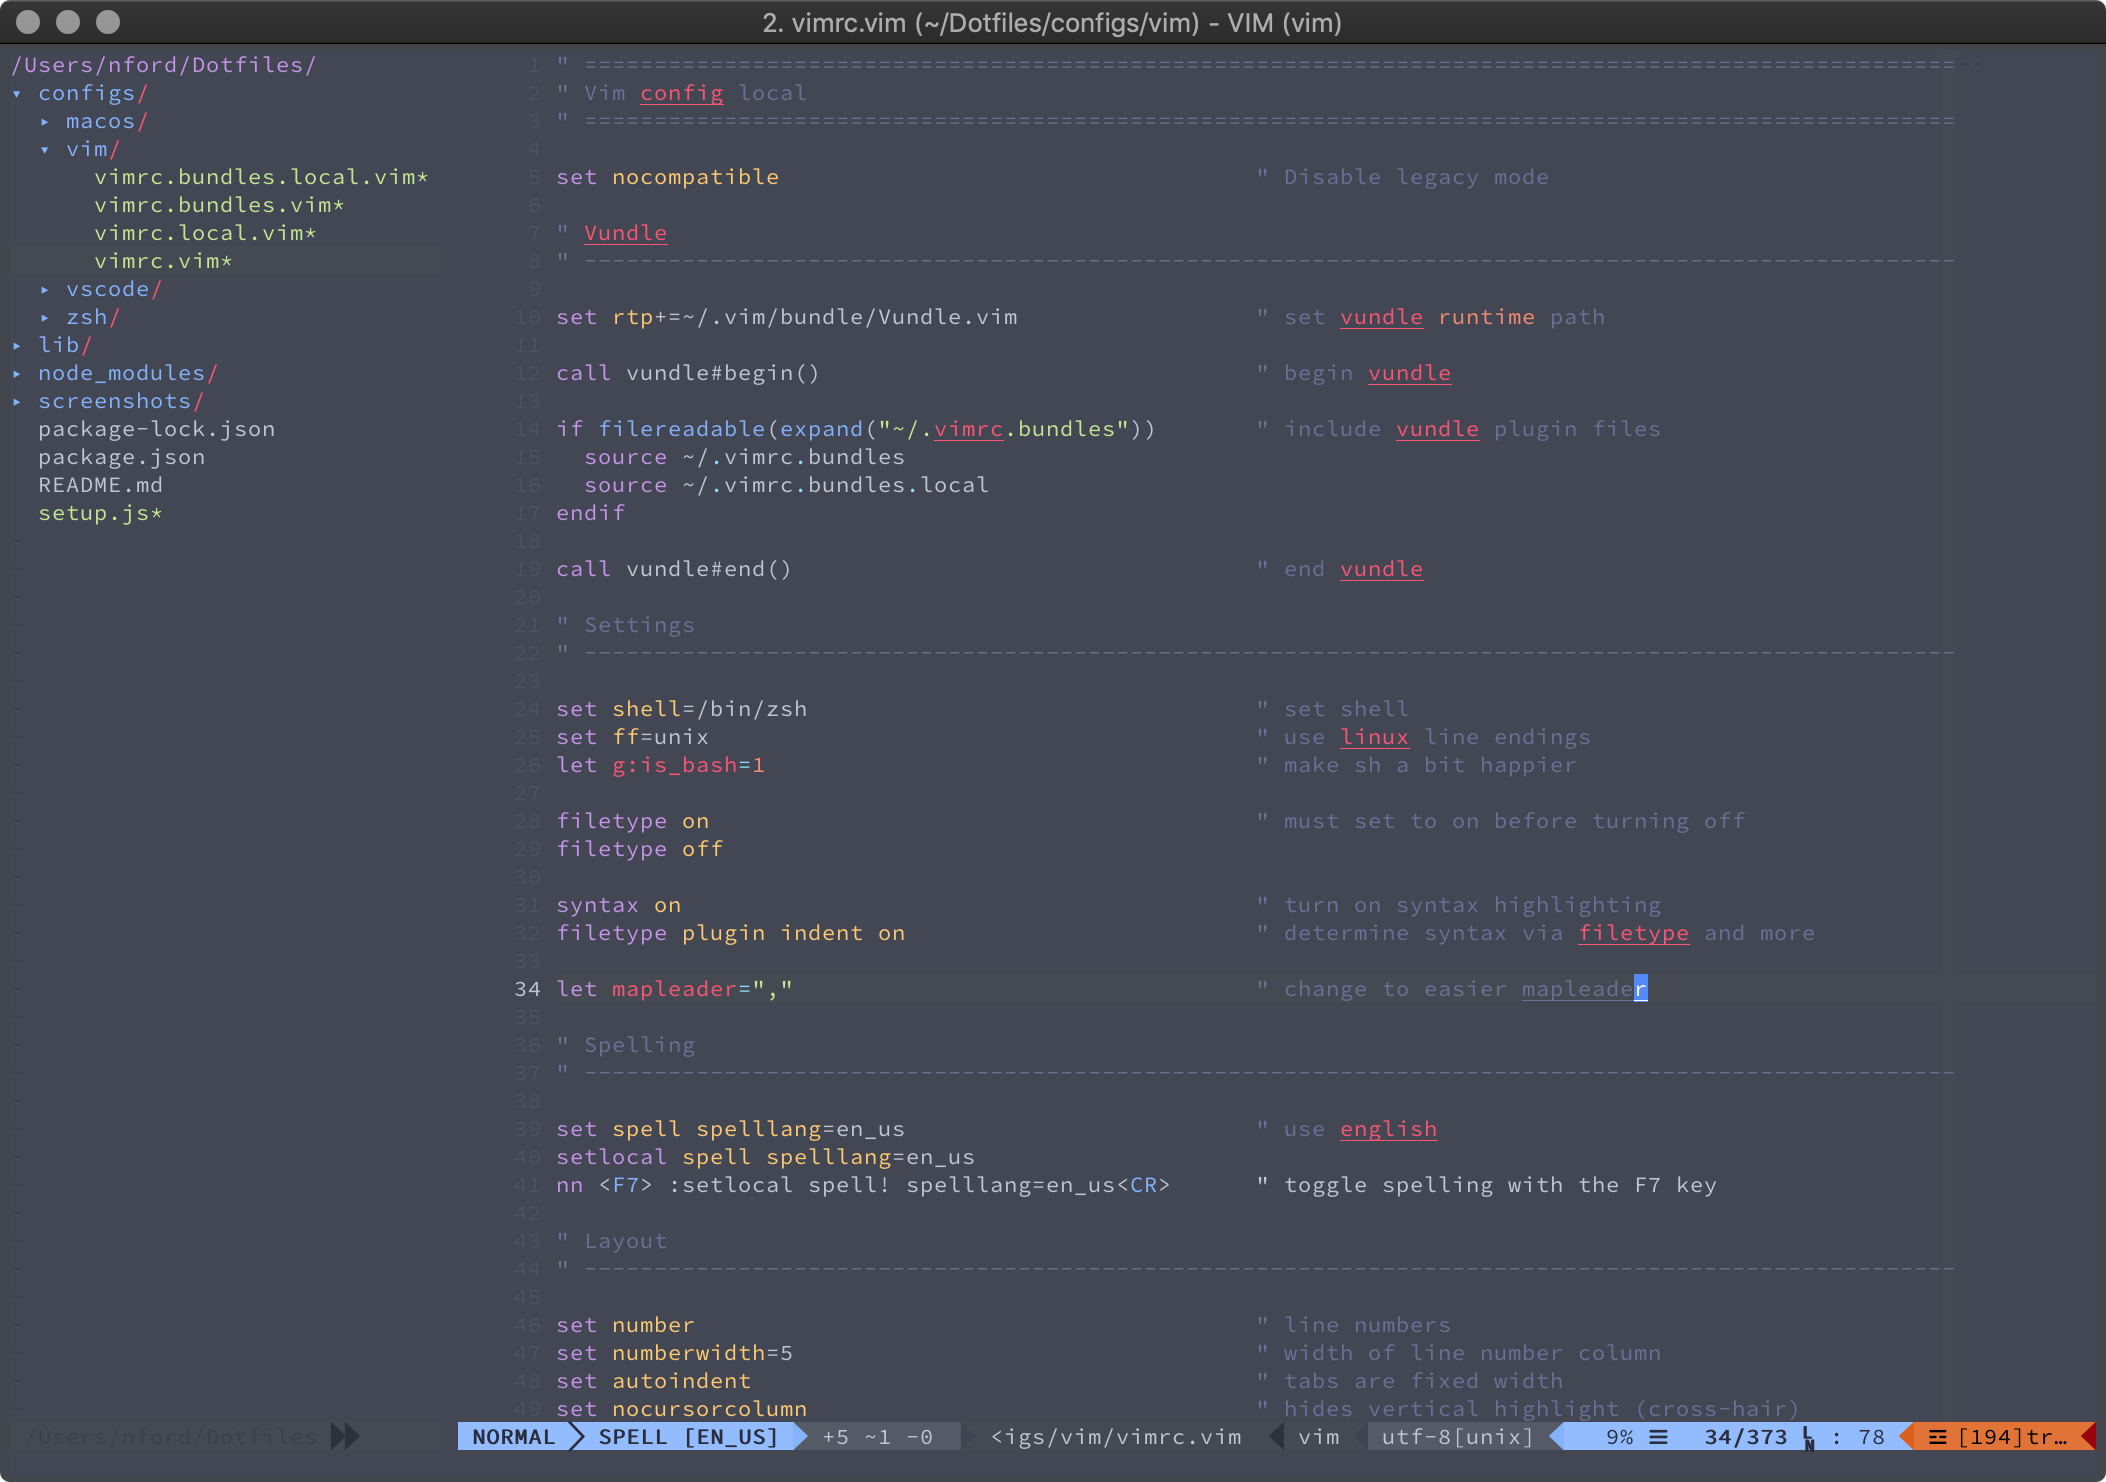 2. vimrc.vim (~/Dotfiles/configs/vim) - VIM (vim)
/Users/nford/Dotfiles/
▾ configs/
▸ macos/
▾ vim/
vimrc.bundles.local.vim*
vimrc.bundles.vim*
vimrc.local.vim*
vimrc.vim*
▸ vscode/
▸ zsh/
▸ lib/
▸ node_modules/
▸ screenshots/
package-lock.json
package.json
README.md
setup.js*
1 " ==================================================================================================
2 " Vim config local
3 " ==================================================================================================
4
5 set nocompatible " Disable legacy mode
6
7 " Vundle
8 " --------------------------------------------------------------------------------------------------
9
10 set rtp+=~/.vim/bundle/Vundle.vim " set vundle runtime path
11
12 call vundle#begin() " begin vundle
13
14 if filereadable(expand("~/.vimrc.bundles")) " include vundle plugin files
15 source ~/.vimrc.bundles
16 source ~/.vimrc.bundles.local
17 endif
18
19 call vundle#end() " end vundle
20
21 " Settings
22 " --------------------------------------------------------------------------------------------------
23
24 set shell=/bin/zsh " set shell
25 set ff=unix " use linux line endings
26 let g:is_bash=1 " make sh a bit happier
27
28 filetype on " must set to on before turning off
29 filetype off
30
31 syntax on " turn on syntax highlighting
32 filetype plugin indent on " determine syntax via filetype and more
33
34 let mapleader="," " change to easier mapleader
35
36 " Spelling
37 " --------------------------------------------------------------------------------------------------
38
39 set spell spelllang=en_us " use english
40 setlocal spell spelllang=en_us
41 nn <F7> :setlocal spell! spelllang=en_us<CR> " toggle spelling with the F7 key
42
43 " Layout
44 " --------------------------------------------------------------------------------------------------
45
46 set number " line numbers
47 set numberwidth=5 " width of line number column
48 set autoindent " tabs are fixed width
49 set nocursorcolumn " hides vertical highlight (cross-hair)
/Users/nford/Dotfiles NORMAL SPELL [EN_US] +5 ~1 -0 <igs/vim/vimrc.vim vim utf-8[unix] 9% ☰ 34/373 ␤ : 78 ☲ [194]tr…